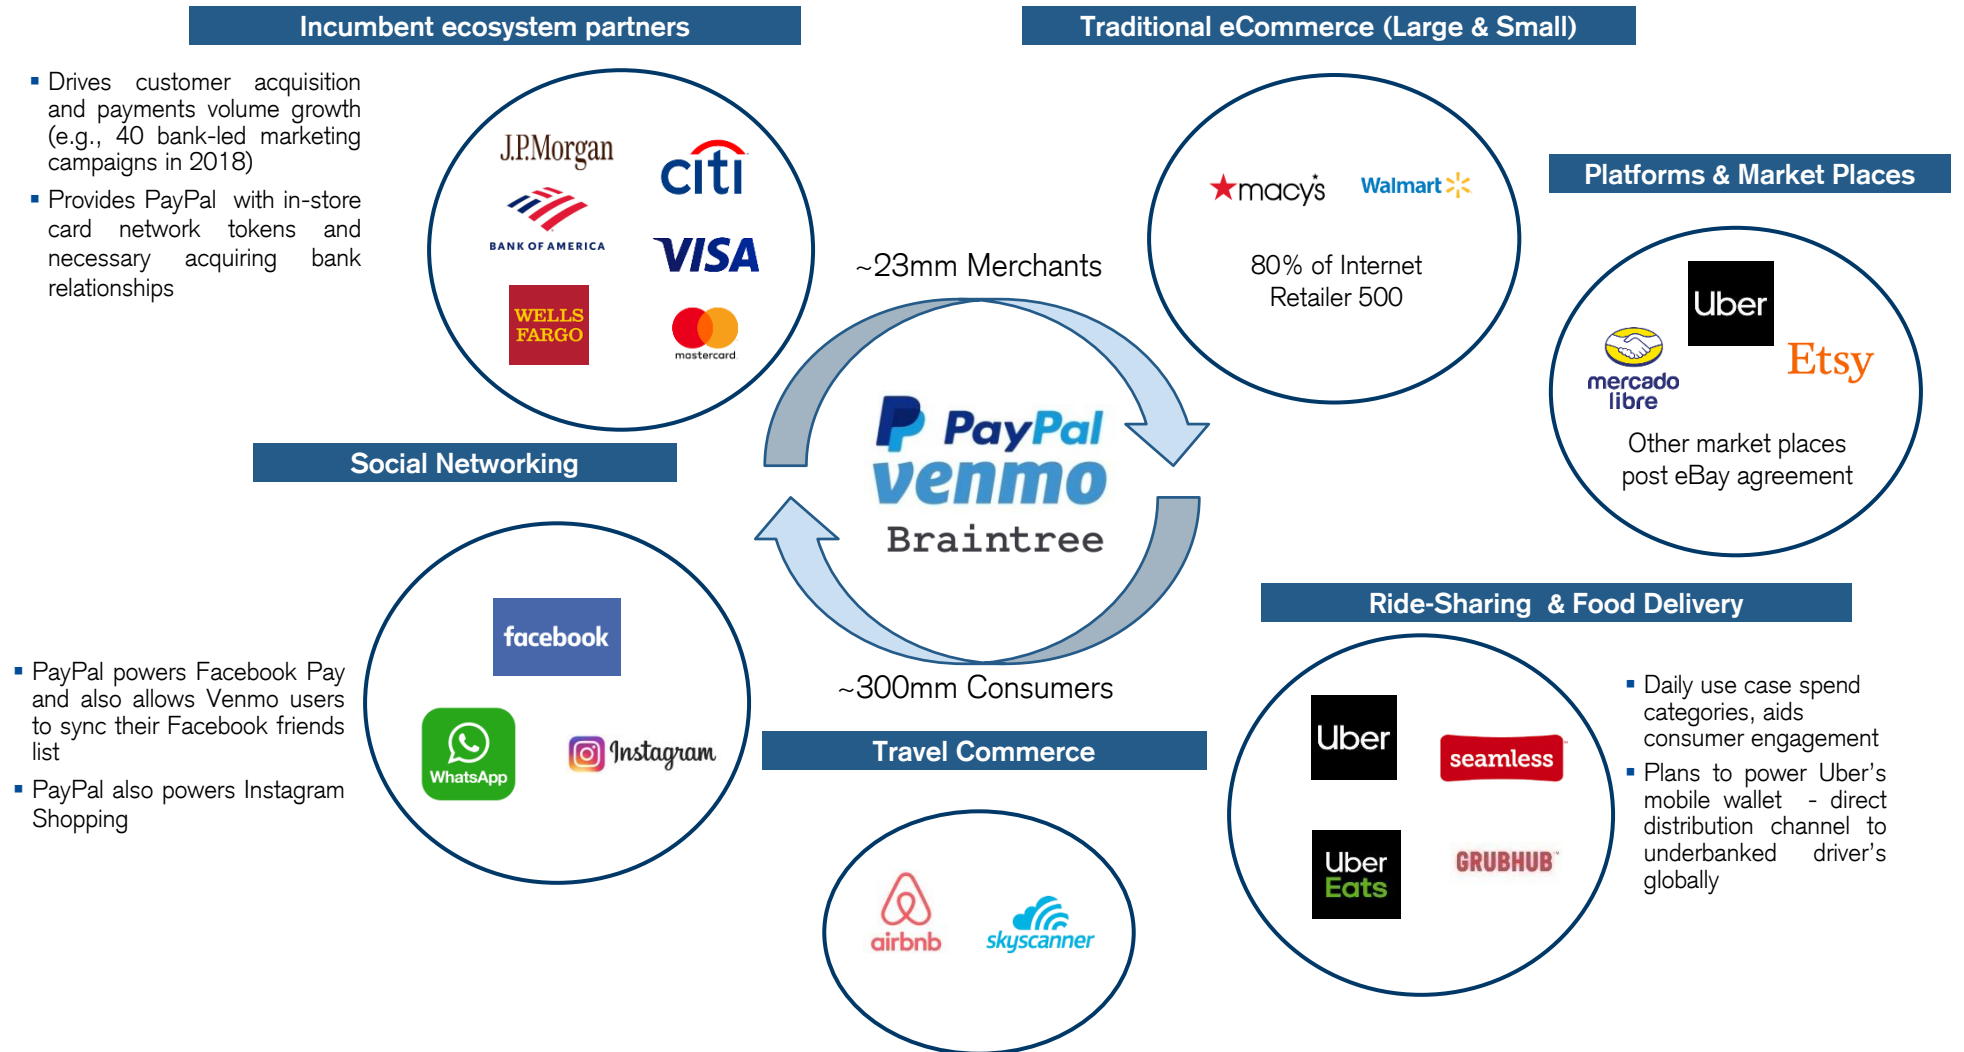 Incumbent ecosystem partners
Drives customer acquisition
and payments volume growth
(e.g., 40 bank-led marketing
campaigns in 2018)
Provides PayPal with in-store
card network tokens and
necessary acquiring bank
relationships
J.P.Morgan
citi
BANK OF AMERICA
VISA
WELLS
FARGO
mastercard
Traditional eCommerce (Large & Small)
macy's
Walmart
80% of Internet
Retailer 500
Platforms & Market Places
Uber
mercado
libre
Etsy
Other market places
post eBay agreement
~23mm Merchants
PayPal
venmo
Braintree
~300mm Consumers
Social Networking
facebook
WhatsApp
Instagram
PayPal powers Facebook Pay
and also allows Venmo users
to sync their Facebook friends
list
PayPal also powers Instagram
Shopping
Travel Commerce
airbnb
skyscanner
Ride-Sharing & Food Delivery
Uber
seamless
Uber
Eats
GRUBHUB
Daily use case spend
categories, aids
consumer engagement
Plans to power Uber's
mobile wallet - direct
distribution channel to
underbanked driver's
globally